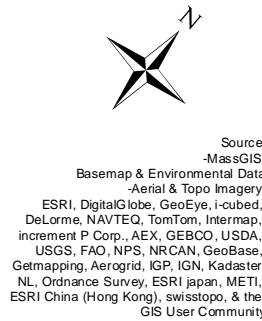 N
Source
-MassGIS
Basemap & Environmental Data
-Aerial & Topo Imagery
ESRI, DigitalGlobe, GeoEye, i-cubed,
DeLorme, NAVTEQ, TomTom, Intermap,
increment P Corp., AEX, GEBCO, USDA,
USGS, FAO, NPS, NRCAN, GeoBase,
Getmapping, Aerogrid, IGP, IGN, Kadaster
NL, Ordnance Survey, ESRI japan, METI,
ESRI China (Hong Kong), swisstopo, & the
GIS User Community